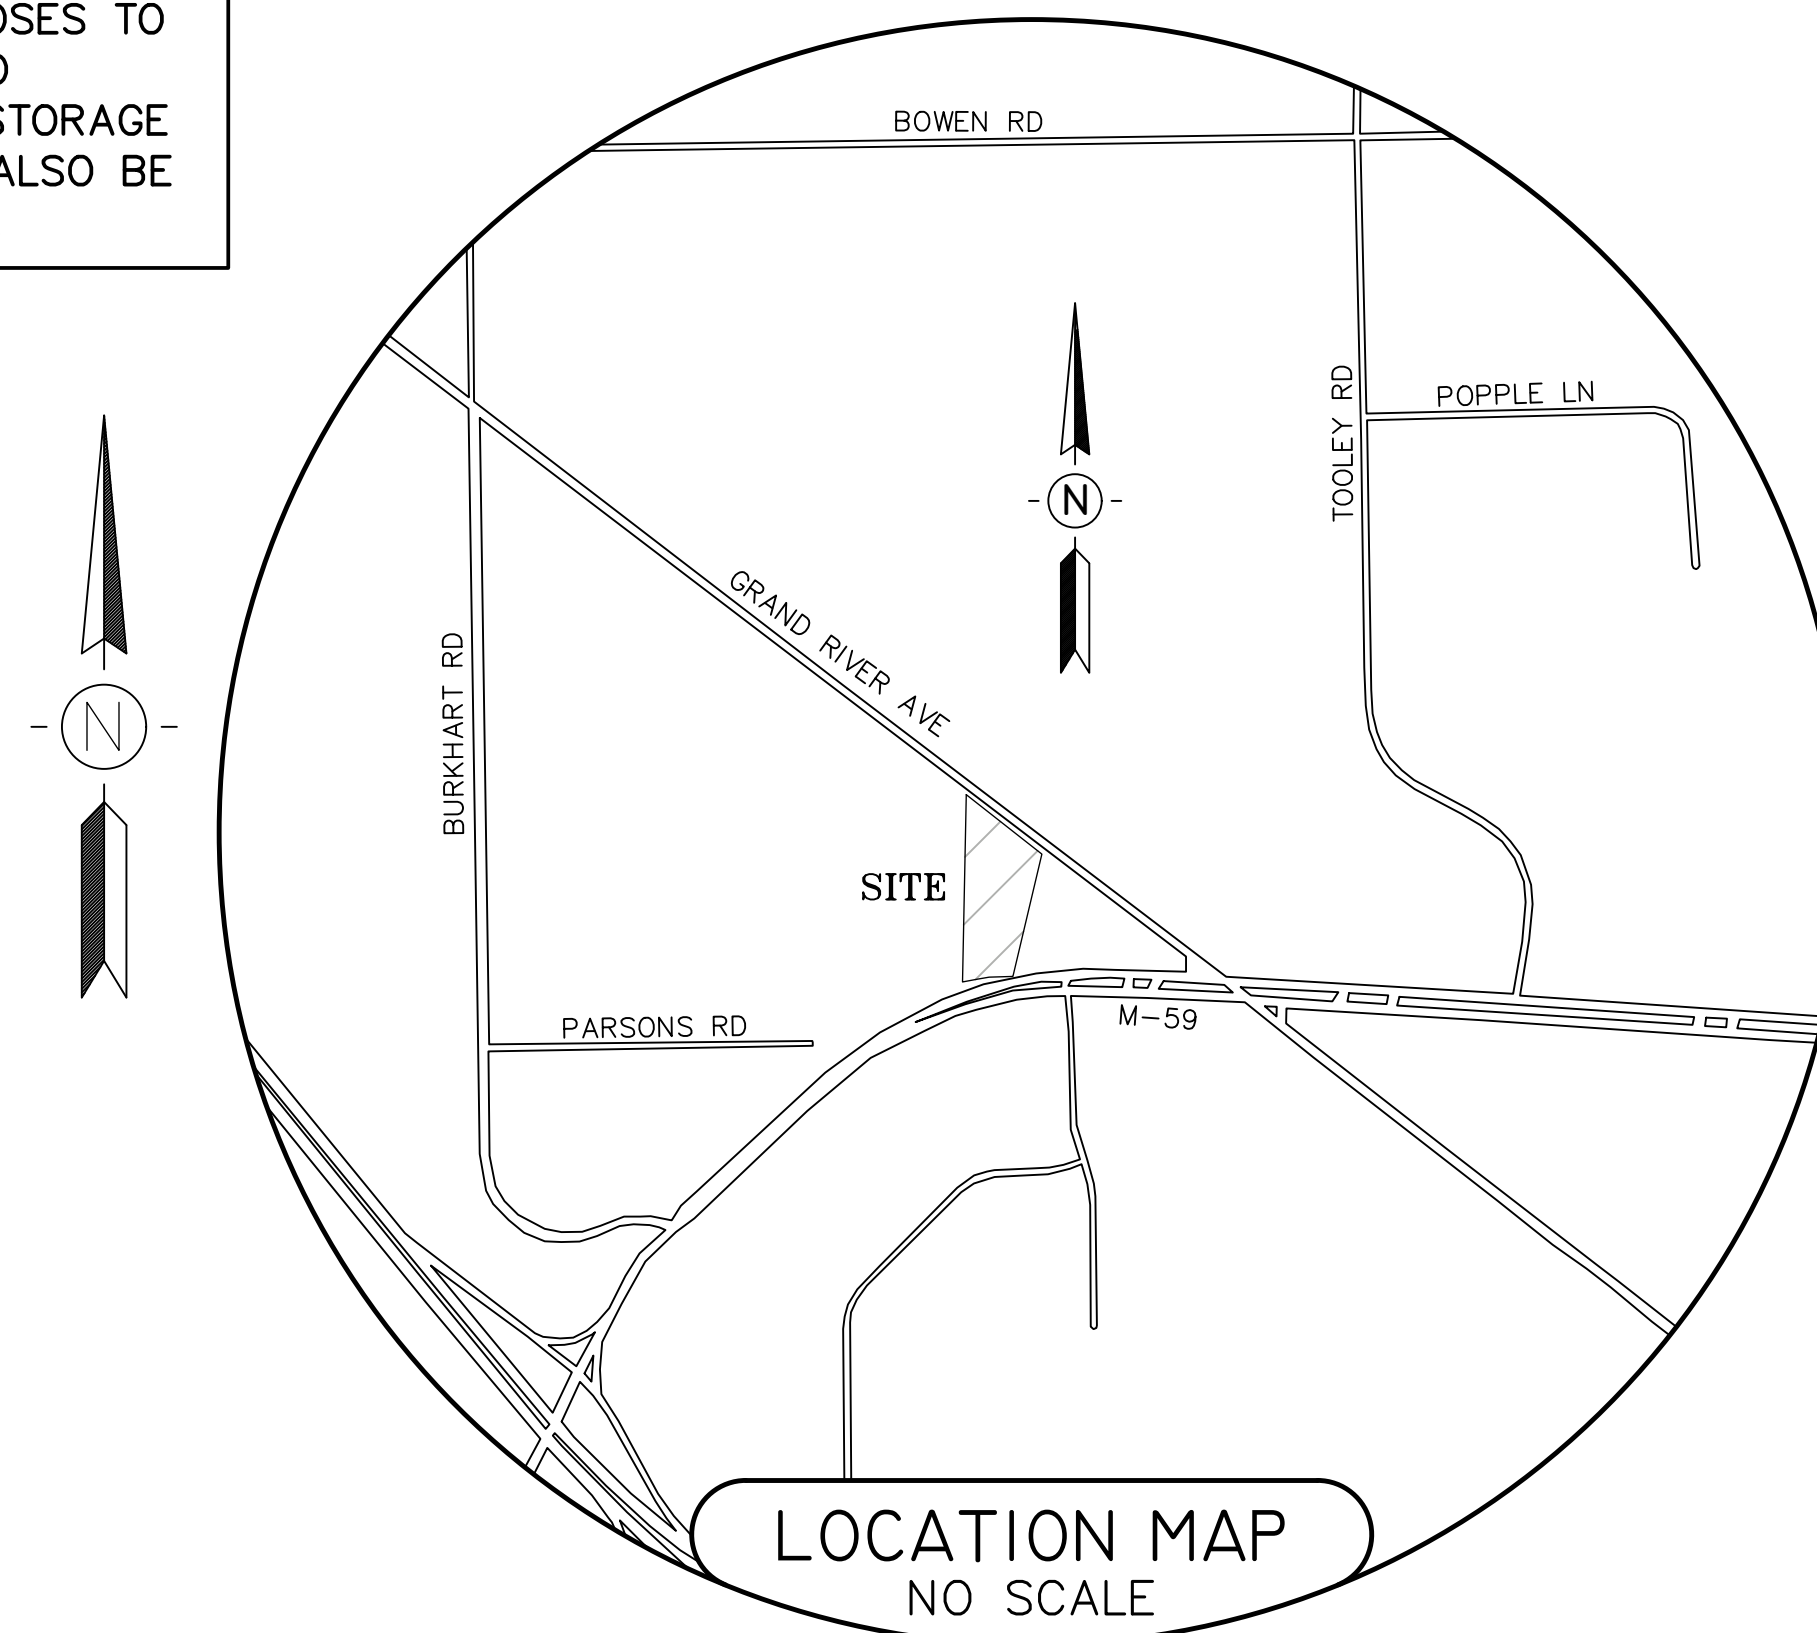 OSES TO
STORAGE
ALSO BE
BOWEN RD
POPPLE LN
TOOLEY RD
N
GRAND RIVER AVE
BURKHART RD
N
SITE
M-59
PARSONS RD
LOCATION MAP
NO SCALE